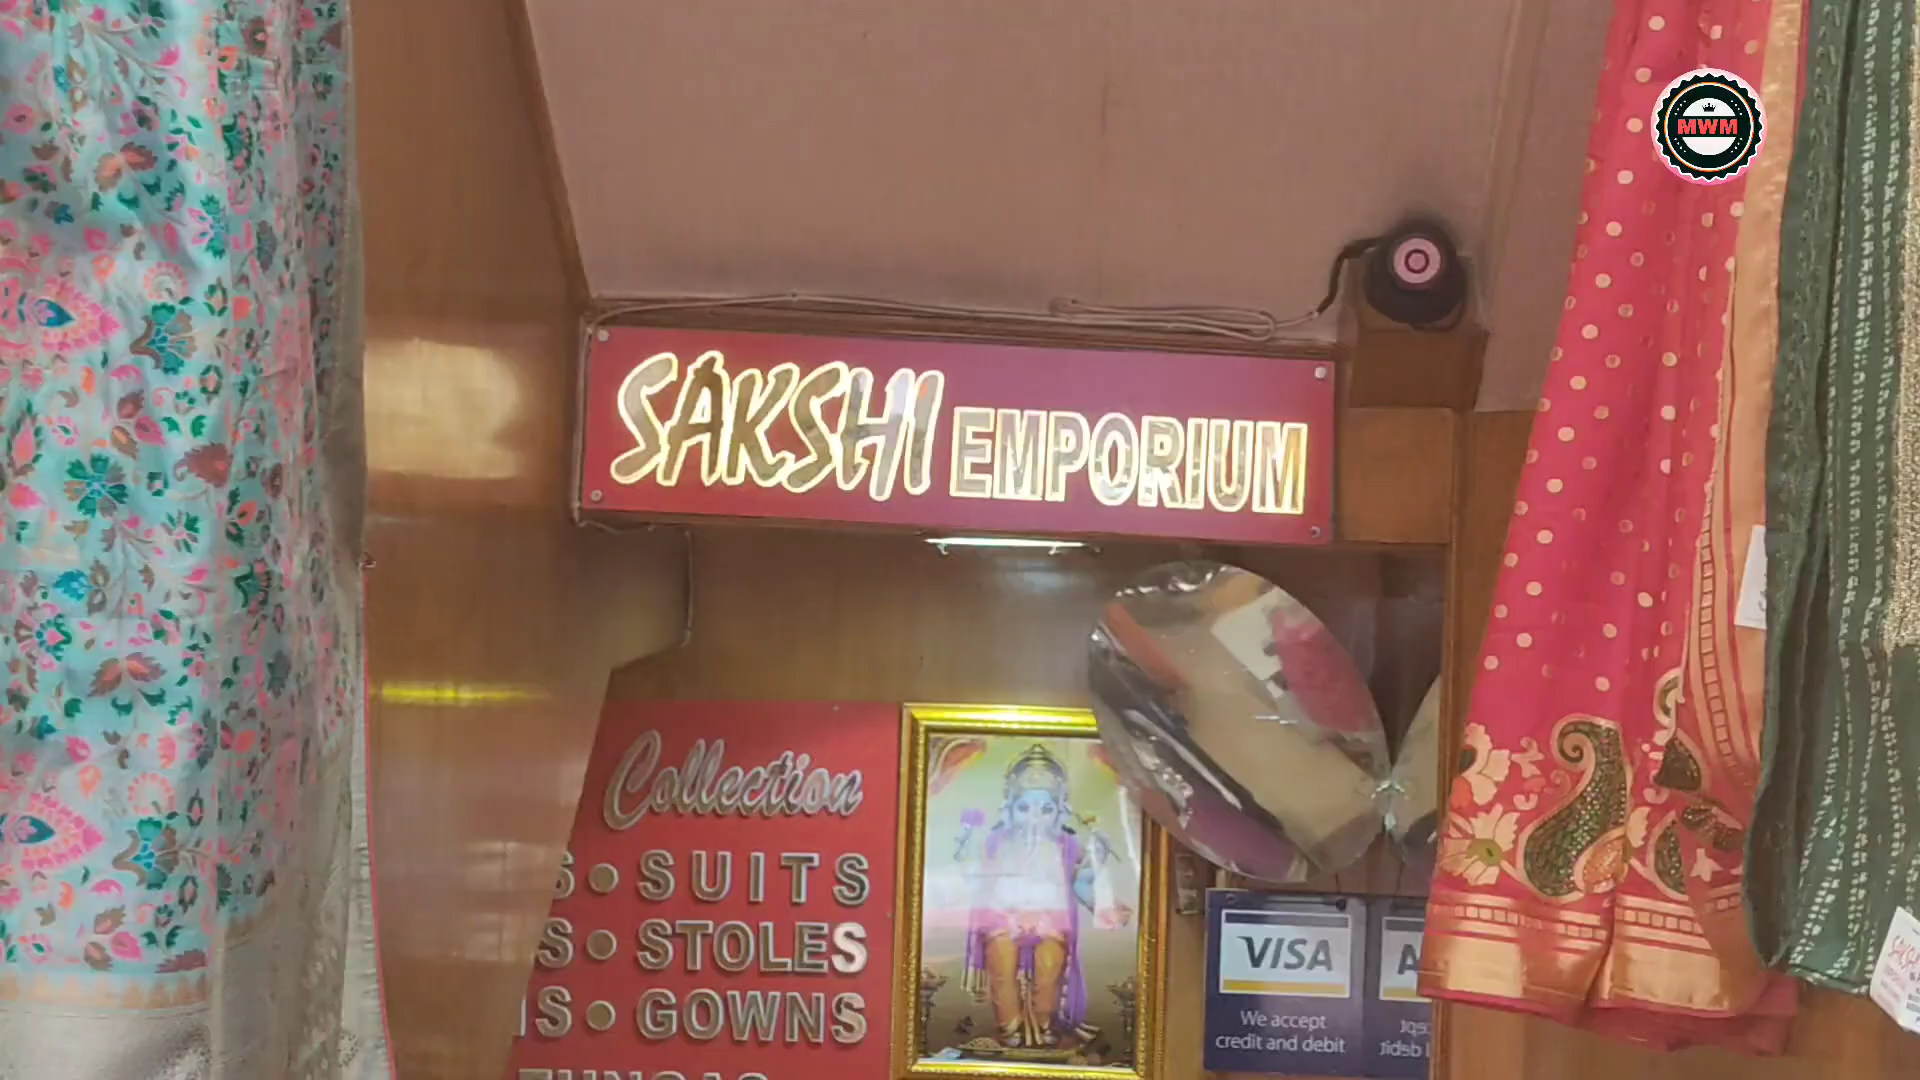 MWM
SAKSHI EMPORIUM
Collection
S • SUITS
S • STOLES
S • GOWNS
VISA
We accept
credit and debit